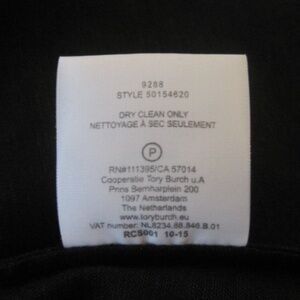 9288
STYLE 50154620
DRY CLEAN ONLY
NETTOYAGE À SEC SEULEMENT
P
RN#111395/CA 57014
Cooperatie Tory Burch u.A
Prins Bernharplein 200
1097 Amsterdam
The Netherlands
www.toryburch.eu
VAT number: NL8234.88.846.B.01
RCS001 10-15